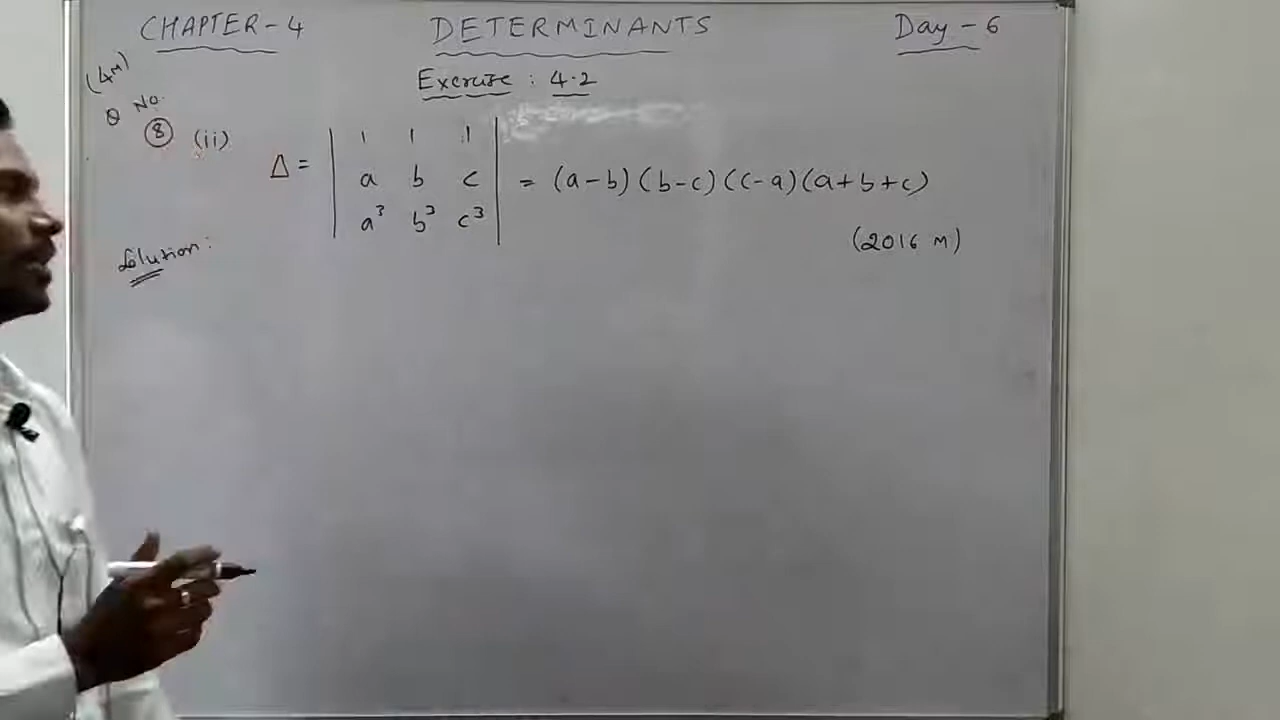 CHAPTER-4 DETERMINANTS Day-6
Exercise : 4.2
(4M)
Q No.
8 (ii) Δ = | 1 1 1 |
| a b c | = (a-b)(b-c)(c-a)(a+b+c)
| a³ b³ c³ |
(2016 M)
Solution: